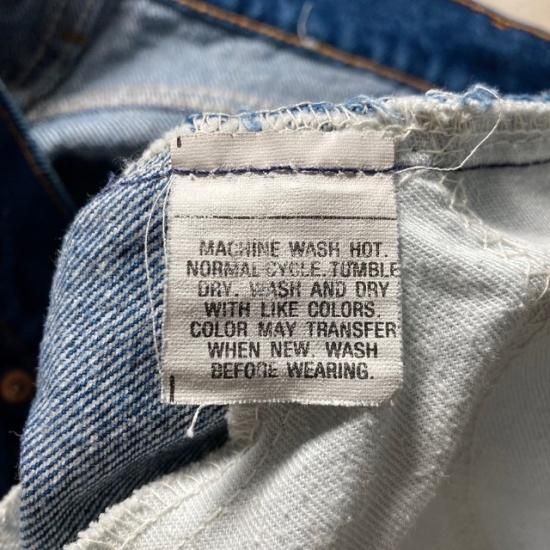 MACHINE WASH HOT.
NORMAL CYCLE. TUMBLE
DRY. WASH AND DRY
WITH LIKE COLORS.
COLOR MAY TRANSFER
WHEN NEW. WASH
BEFORE WEARING.